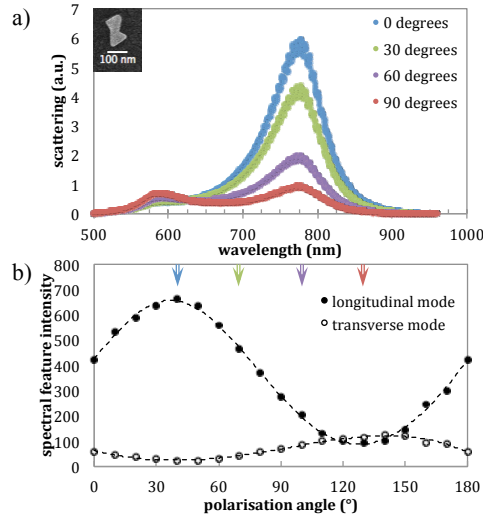 a)
100 nm
scattering (a.u.)
7
6
5
4
3
2
1
0
0 degrees
30 degrees
60 degrees
90 degrees
500 600 700 800 900 1000
wavelength (nm)
b)
spectral feature intensity
800
700
600
500
400
300
200
100
0
longitudinal mode
transverse mode
0 30 60 90 120 150 180
polarisation angle (°)